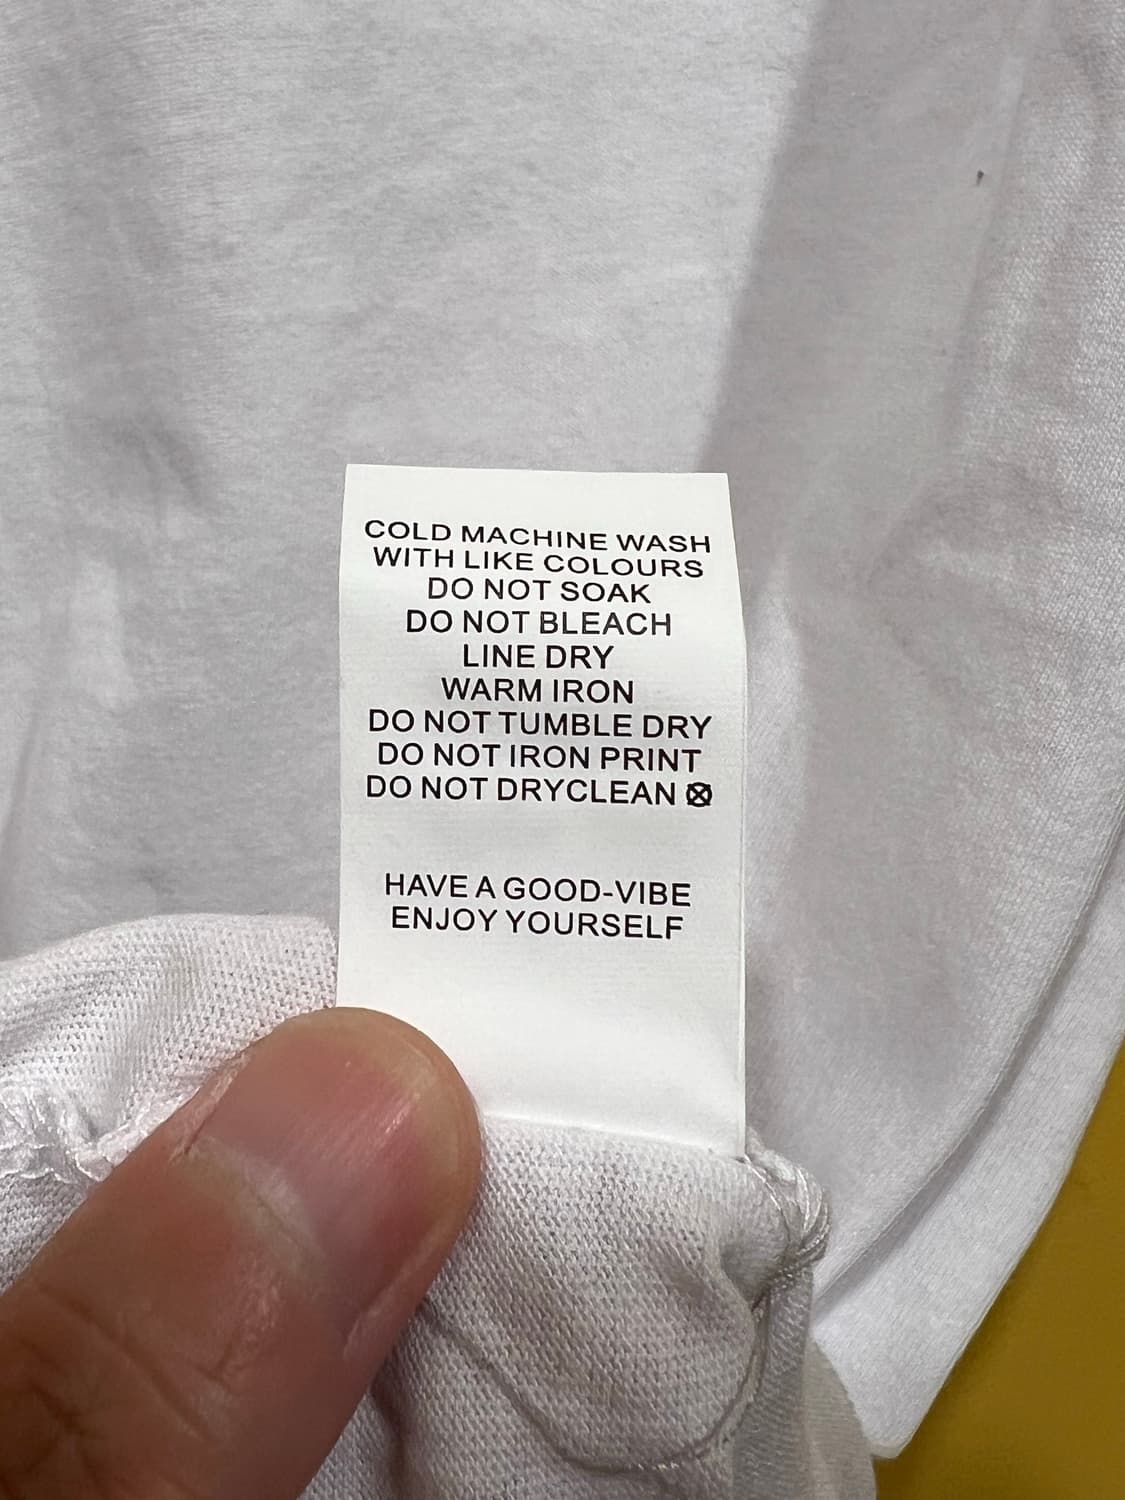 COLD MACHINE WASH
WITH LIKE COLOURS
DO NOT SOAK
DO NOT BLEACH
LINE DRY
WARM IRON
DO NOT TUMBLE DRY
DO NOT IRON PRINT
DO NOT DRYCLEAN
HAVE A GOOD-VIBE
ENJOY YOURSELF